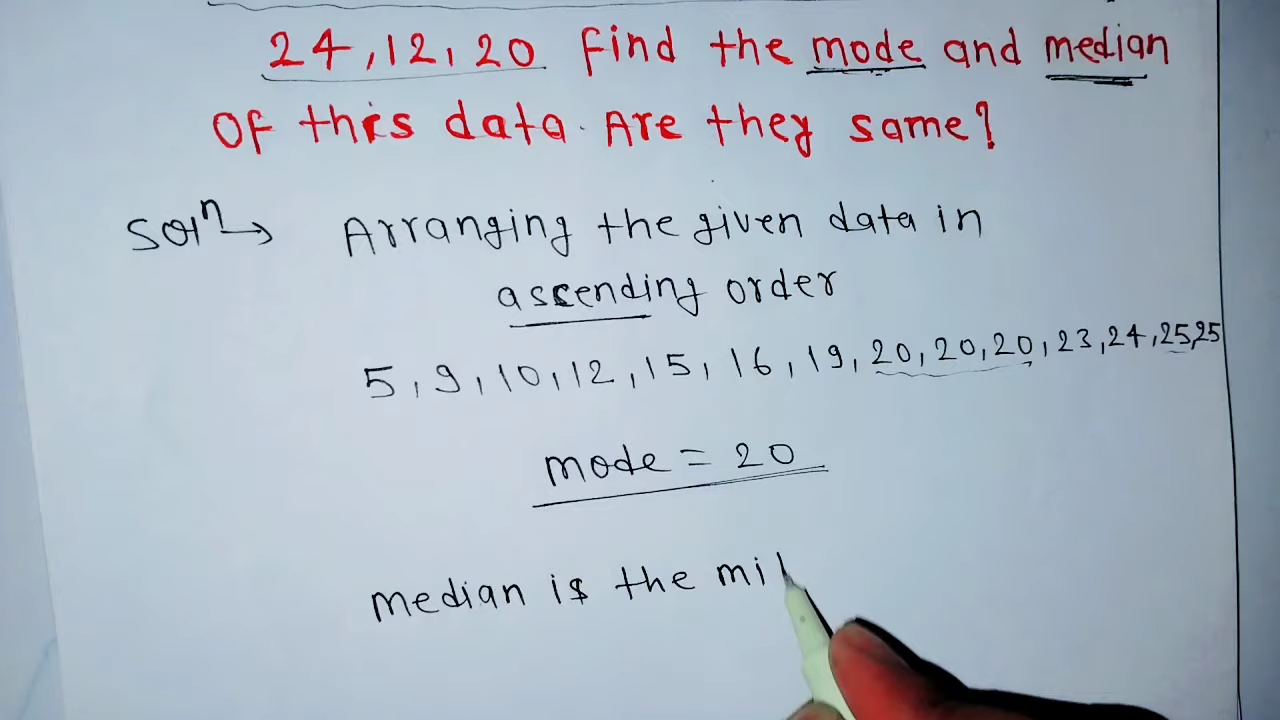 24, 12, 20 Find the mode and median
Of this data. Are they same?
Solⁿ → Arranging the given data in
ascending order
5, 9, 10, 12, 15, 16, 19, 20, 20, 20, 23, 24, 25, 25
mode = 20
median is the mi